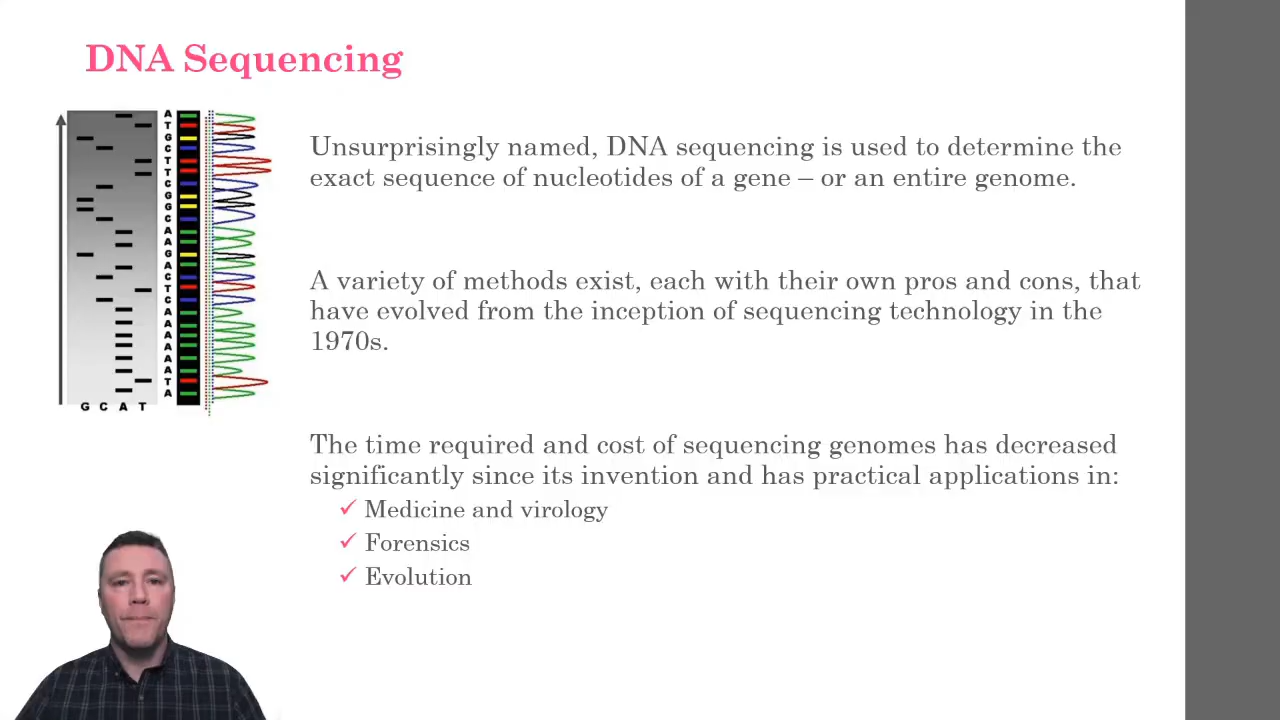 DNA Sequencing
A
T
G
C
T
T
C
G
G
C
A
A
G
A
C
T
C
A
A
A
A
A
A
T
A
G C A T
Unsurprisingly named, DNA sequencing is used to determine the
exact sequence of nucleotides of a gene – or an entire genome.
A variety of methods exist, each with their own pros and cons, that
have evolved from the inception of sequencing technology in the
1970s.
The time required and cost of sequencing genomes has decreased
significantly since its invention and has practical applications in:
✓ Medicine and virology
✓ Forensics
✓ Evolution